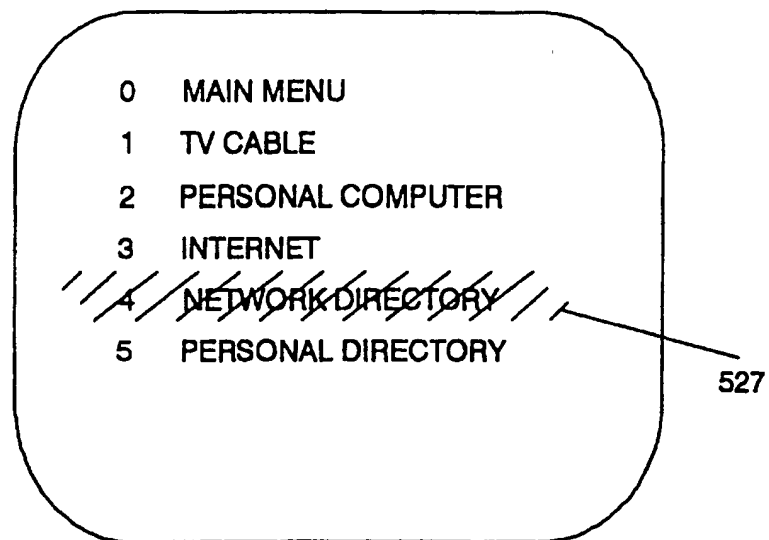 0 MAIN MENU
1 TV CABLE
2 PERSONAL COMPUTER
3 INTERNET
4 NETWORK DIRECTORY
5 PERSONAL DIRECTORY
527